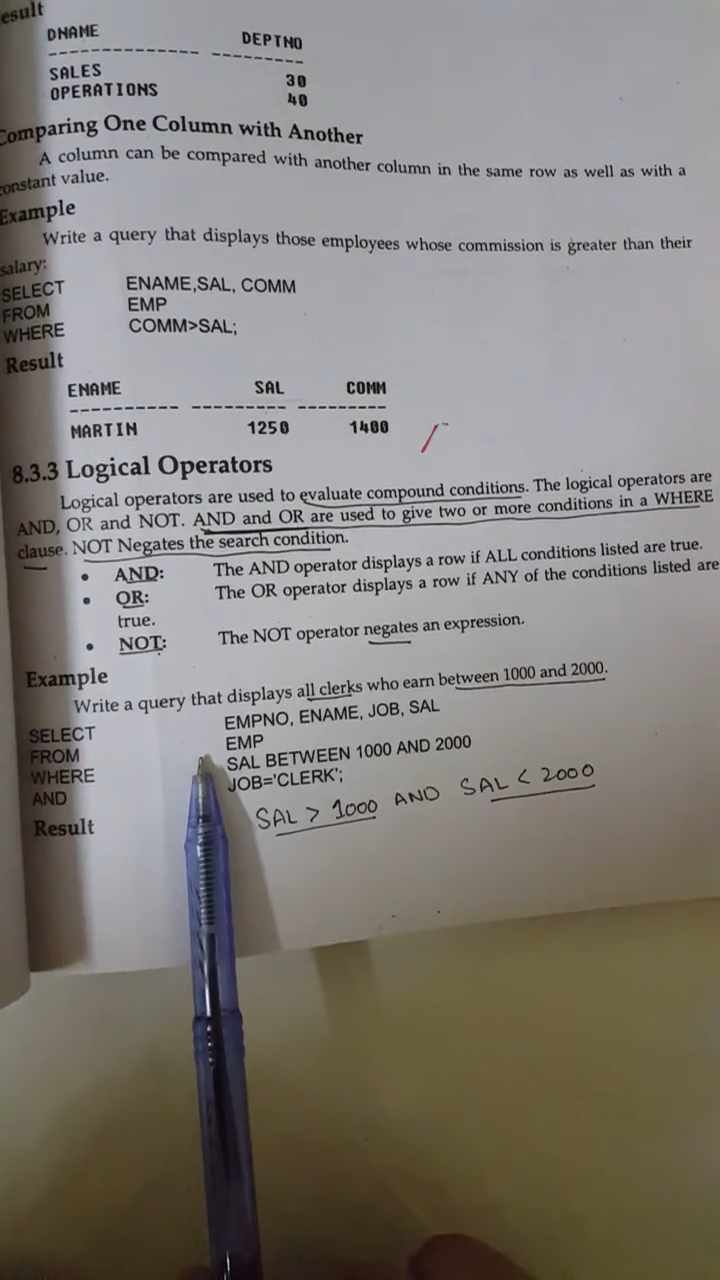 esult
DNAME DEPTNO
--------------- ---------
SALES 30
OPERATIONS 40
Comparing One Column with Another
A column can be compared with another column in the same row as well as with a
constant value.
Example
Write a query that displays those employees whose commission is greater than their
salary:
SELECT ENAME,SAL, COMM
FROM EMP
WHERE COMM>SAL;
Result
ENAME SAL COMM
---------- --------- ---------
MARTIN 1250 1400
8.3.3 Logical Operators
Logical operators are used to evaluate compound conditions. The logical operators are
AND, OR and NOT. AND and OR are used to give two or more conditions in a WHERE
clause. NOT Negates the search condition.
• AND: The AND operator displays a row if ALL conditions listed are true.
• OR: The OR operator displays a row if ANY of the conditions listed are
true.
• NOT: The NOT operator negates an expression.
Example
Write a query that displays all clerks who earn between 1000 and 2000.
SELECT EMPNO, ENAME, JOB, SAL
FROM EMP
WHERE SAL BETWEEN 1000 AND 2000
AND JOB='CLERK';
Result SAL > 1000 AND SAL < 2000